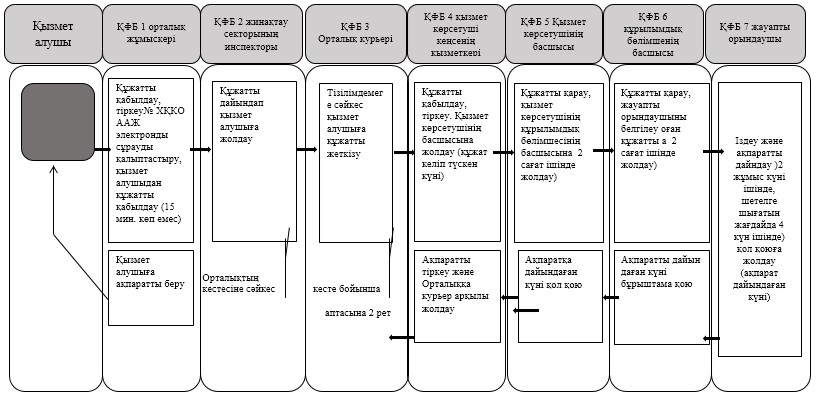 Қызмет
алушы
ҚФБ 1 орталық
жұмыскері
ҚФБ 2 жинақтау
секторының
инспекторы
ҚФБ 3
Орталық курьері
ҚФБ 4 қызмет
көрсетуші
кеңсенің
кызметкері
ҚФБ 5 Қызмет
көрсетушінің
басшысы
ҚФБ 6
құрылымдық
бөлімшенің
басшысы
ҚФБ 7 жауапты
орындаушы
Құжатты
қабылдау,
тіркеу№ ХҚКО
ААЖ
электронды
сұрауды
қалыптастыру,
қызмет
алушыдан
құжатты
қабылдау (15
мин. көп емес)
Құжатты
дайындап
қызмет
алушыға
жолдау
Тізілімдемег
е сәйкес
қызмет
алушыға
құжатты
жеткізу
Құжатты
қабылдау,
тіркеу. Қызмет
көрсетушінің
басшысына
жолдау (құжат
келіп түскен
күні)
Құжатты қарау,
қызмет
көрсетушінің
құрылымдық
бөлімшесінің
басшысына 2
сағат ішінде
жолдау)
Құжатты қарау,
жауапты
орындаушыны
белгілеу оған
құжатты а 2
сағат ішінде
жолдау)
Іздеу және
ақпаратты
дайндау )2
жұмыс күні
ішінде,
шетелге
шығатын
жағдайда 4
күн ішінде)
қол қоюға
жолдау
(ақпарат
дайындаған
күні)
Қызмет
алушыға
ақпаратты беру
Орталықтың
кестесіне сәйкес
кесте бойынша
аптасына 2 рет
Ақпаратты
тіркеу және
Орталыққа
курьер арқылы
жолдау
Ақпаратқа
дайындаған
күні қол қою
Ақпаратты дайын
даған күні
бұрыштама қою